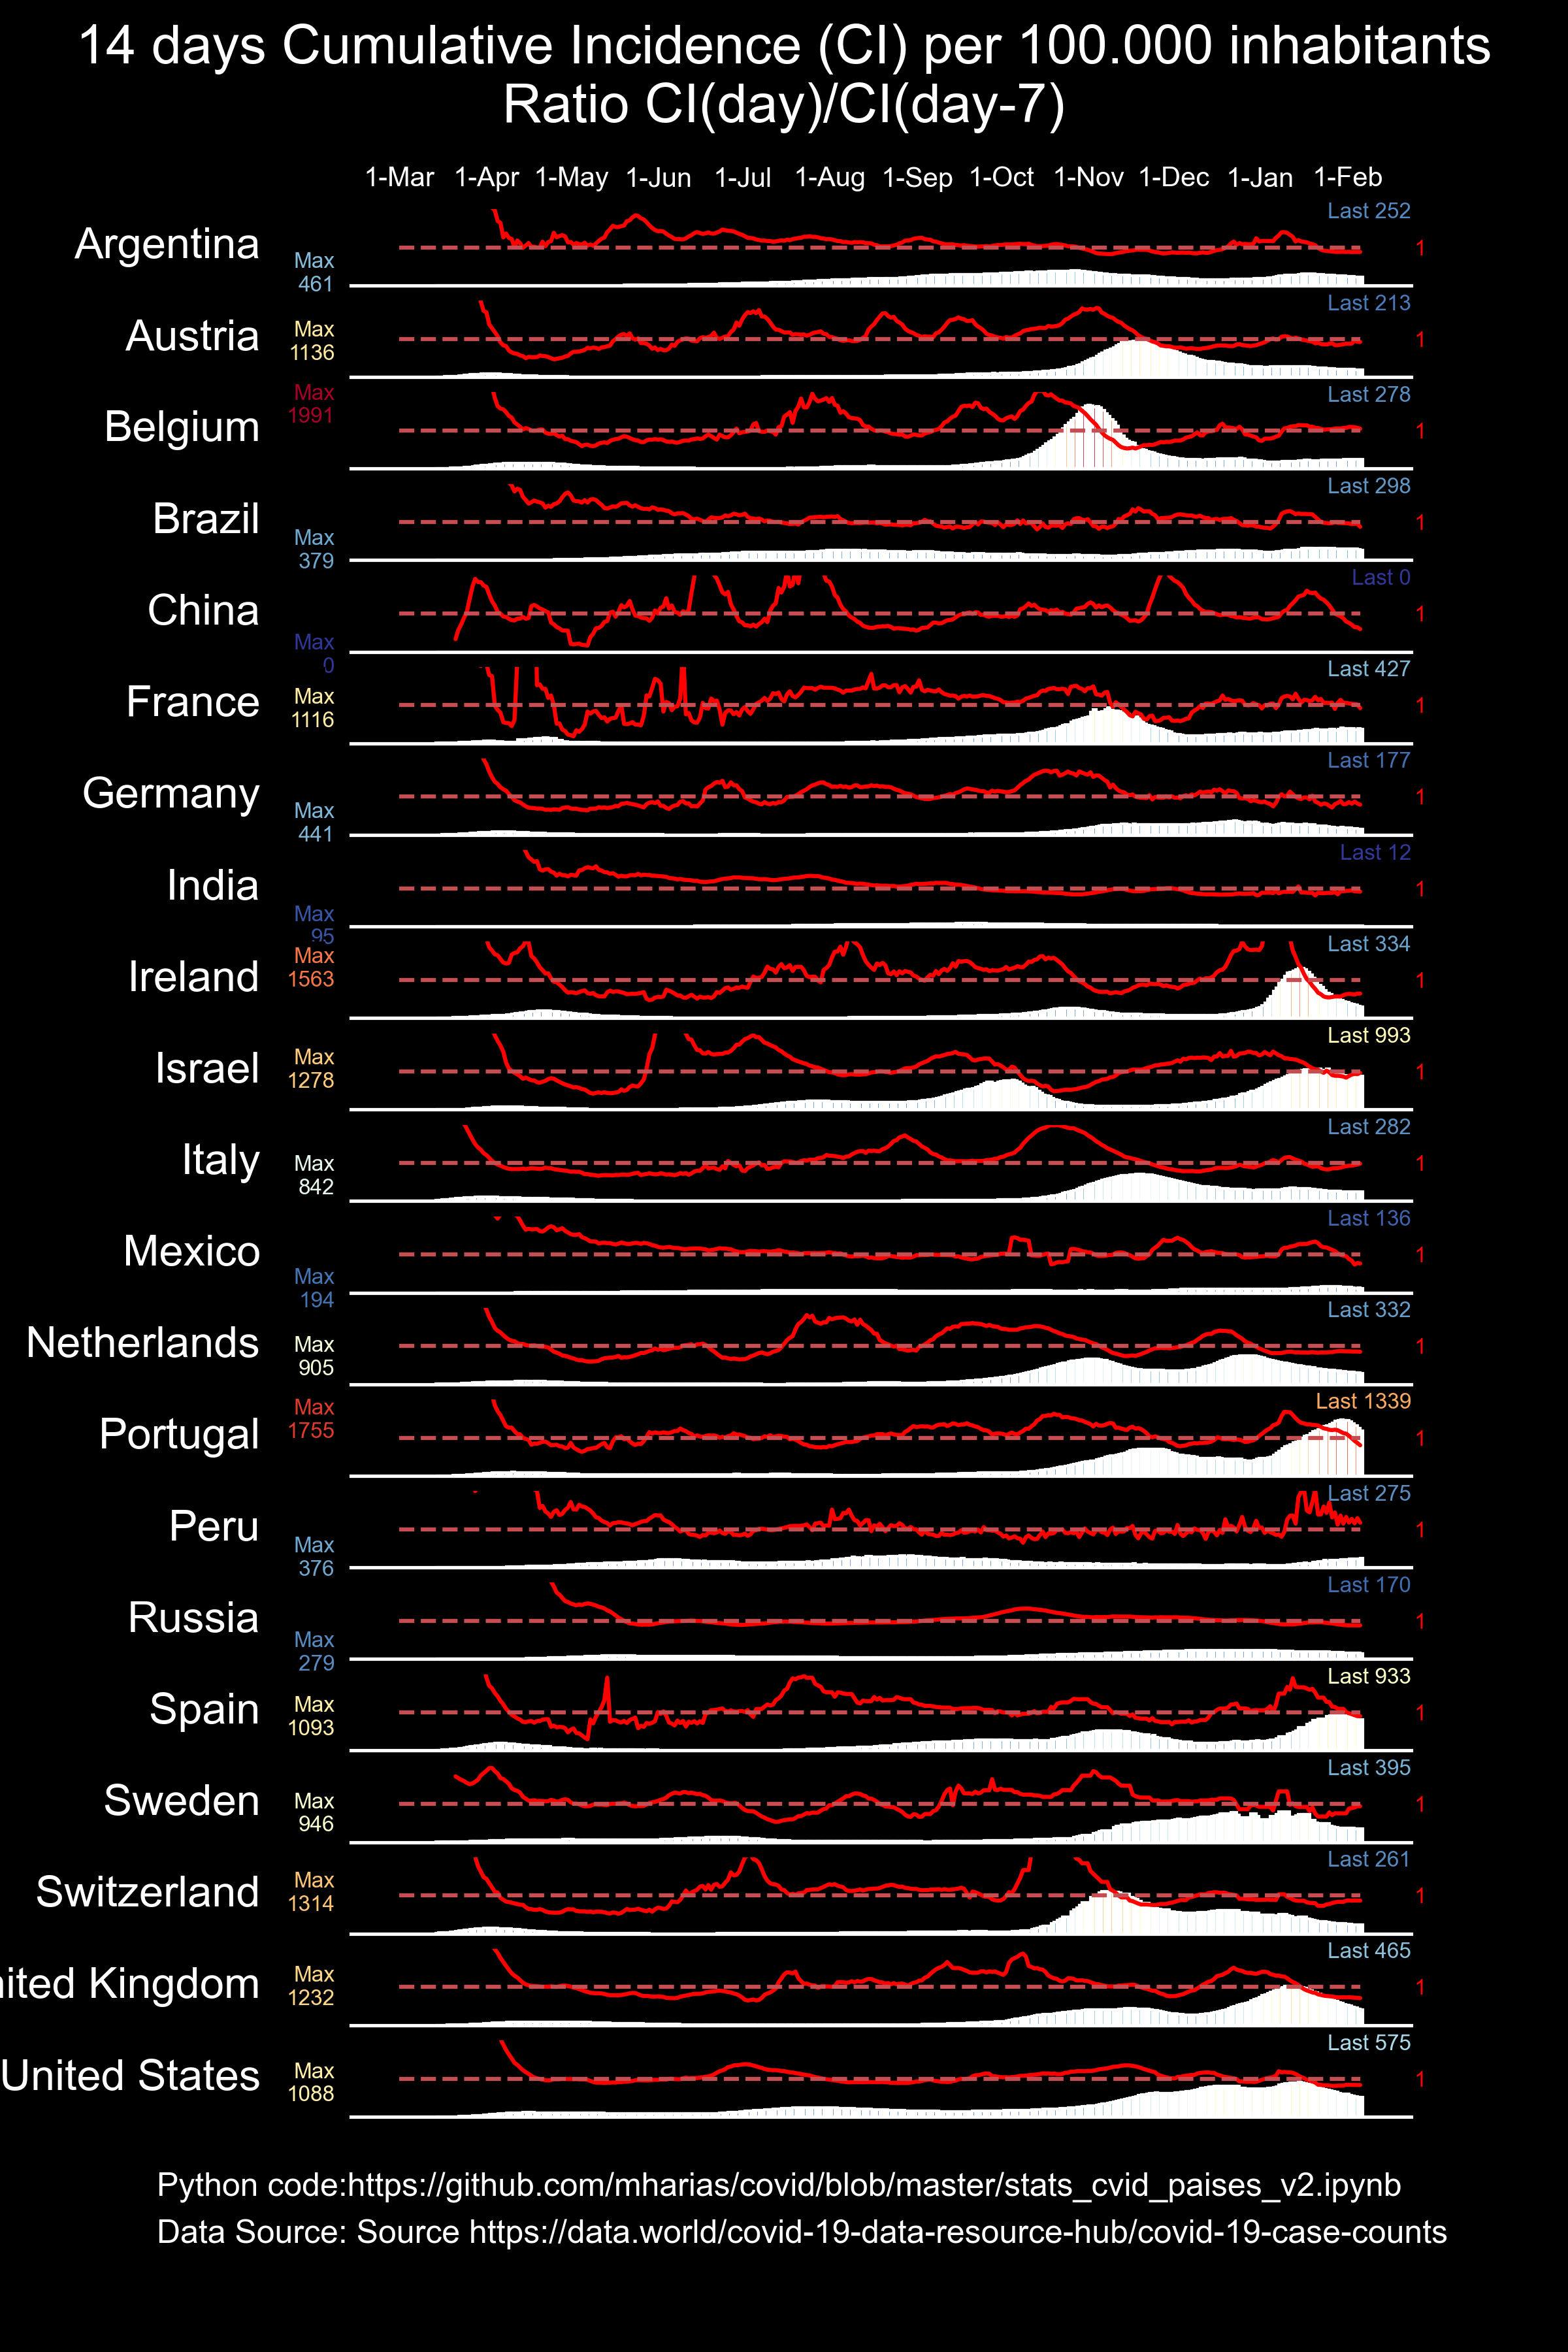 14 days Cumulative Incidence (CI) per 100.000 inhabitants
Ratio CI(day)/CI(day-7)
1-Mar 1-Apr 1-May 1-Jun 1-Jul 1-Aug 1-Sep 1-Oct 1-Nov 1-Dec 1-Jan 1-Feb
Argentina
Max
461
Last 252
1
Austria
Max
1136
Last 213
1
Belgium
Max
1991
Last 278
1
Brazil
Max
379
Last 298
1
China
Max
0
Last 0
1
France
Max
1116
Last 427
1
Germany
Max
441
Last 177
1
India
Max
95
Last 12
1
Ireland
Max
1563
Last 334
1
Israel
Max
1278
Last 993
1
Italy
Max
842
Last 282
1
Mexico
Max
194
Last 136
1
Netherlands
Max
905
Last 332
1
Portugal
Max
1755
Last 1339
1
Peru
Max
376
Last 275
1
Russia
Max
279
Last 170
1
Spain
Max
1093
Last 933
1
Sweden
Max
946
Last 395
1
Switzerland
Max
1314
Last 261
1
nited Kingdom
Max
1232
Last 465
1
United States
Max
1088
Last 575
1
Python code:https://github.com/mharias/covid/blob/master/stats_cvid_paises_v2.ipynb
Data Source: Source https://data.world/covid-19-data-resource-hub/covid-19-case-counts